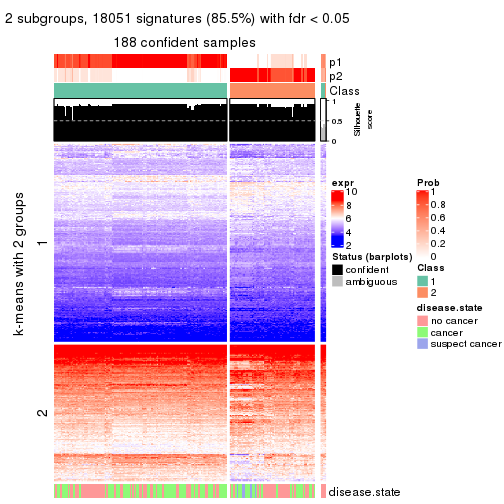 2 subgroups, 18051 signatures (85.5%) with fdr < 0.05
188 confident samples
p1
p2
Class
1
0.5
0
Silhouette
score
k-means with 2 groups
1
2
expr
10
8
6
4
2
Status (barplots)
confident
ambiguous
Prob
1
0.8
0.6
0.4
0.2
0
Class
1
2
disease.state
no cancer
cancer
suspect cancer
disease.state